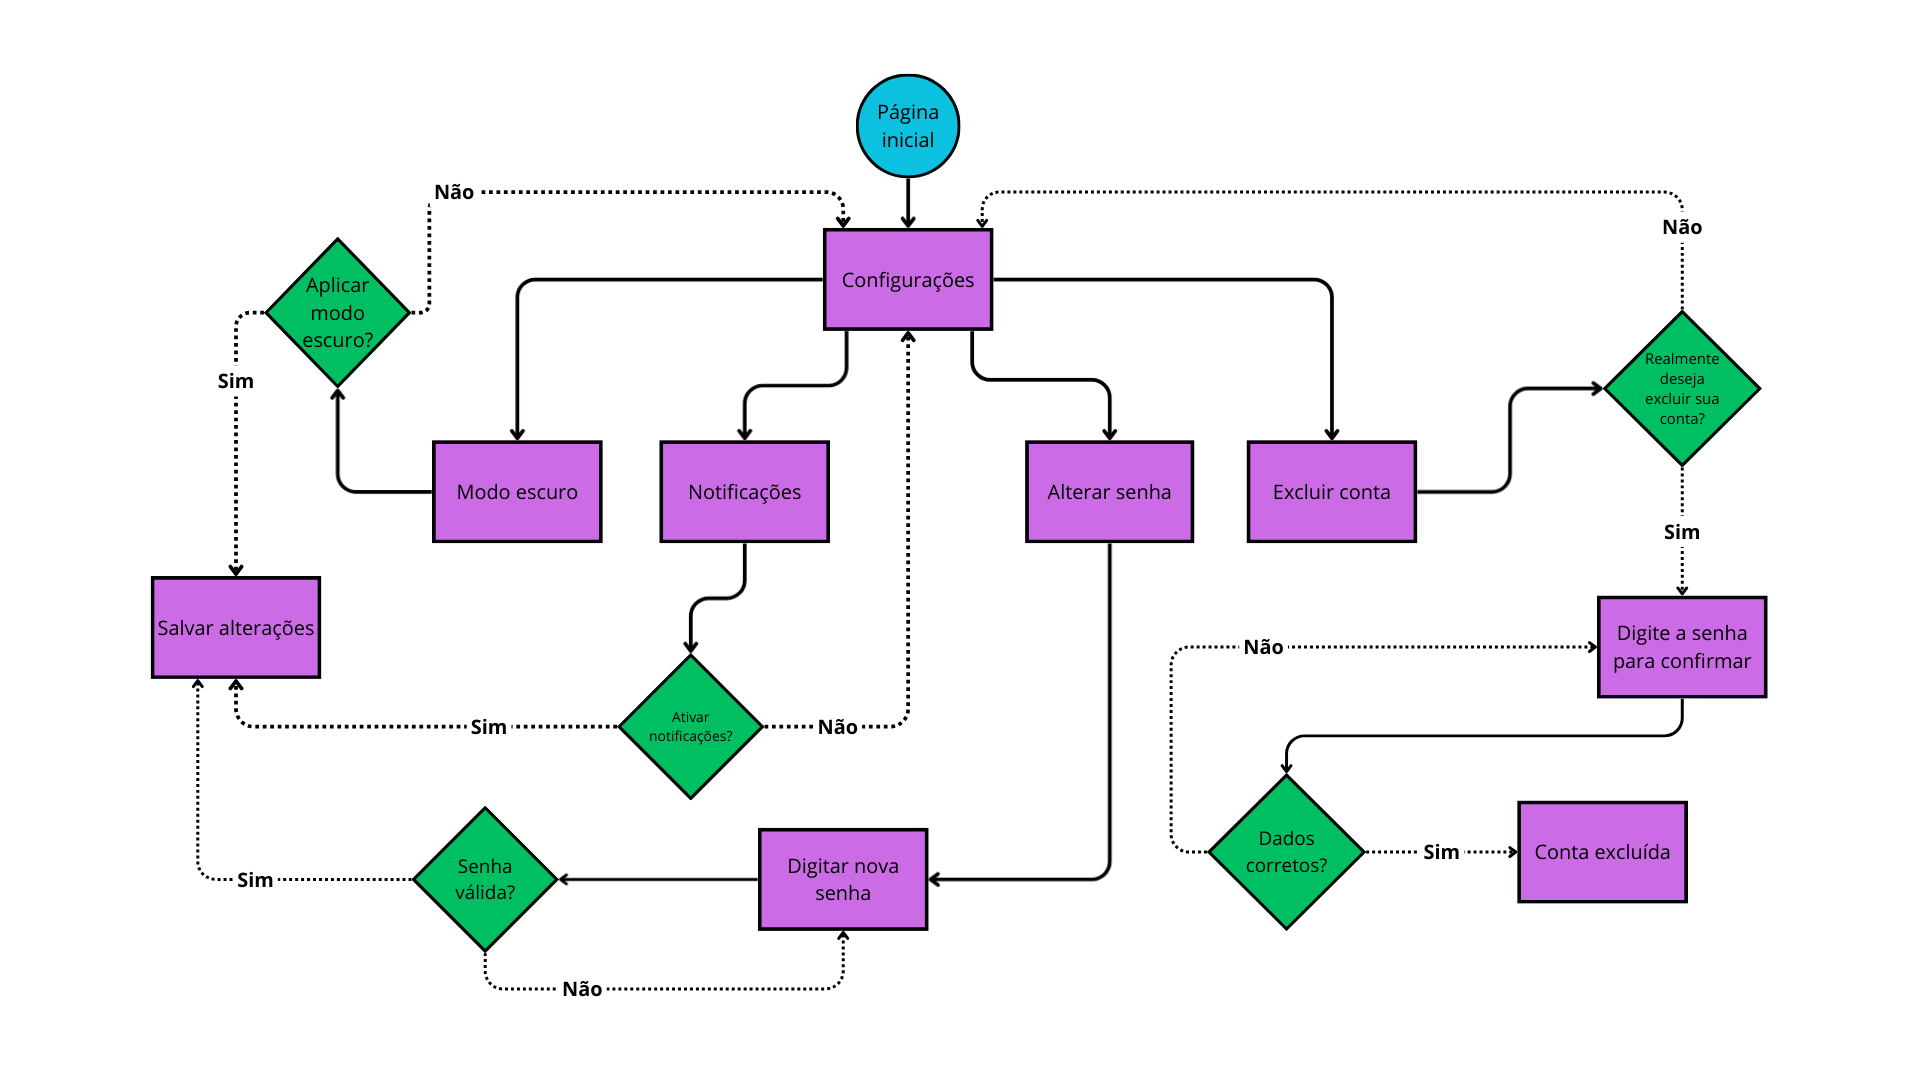 Página
inicial
Não
Não
Aplicar
modo
escuro?
Configurações
Sim
Realmente
deseja
excluir sua
conta?
Modo escuro
Notificações
Alterar senha
Excluir conta
Sim
Salvar alterações
Digite a senha
para confirmar
Não
Ativar
notificações?
Sim
Não
Dados
corretos?
Sim
Conta excluída
Senha
válida?
Digitar nova
senha
Sim
Não